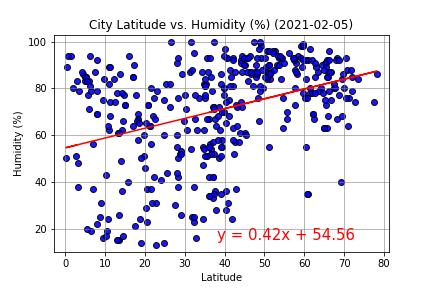 City Latitude vs. Humidity (%) (2021-02-05)
100
80
60
40
20
Humidity (%)
y = 0.42x + 54.56
0 10 20 30 40 50 60 70 80
Latitude